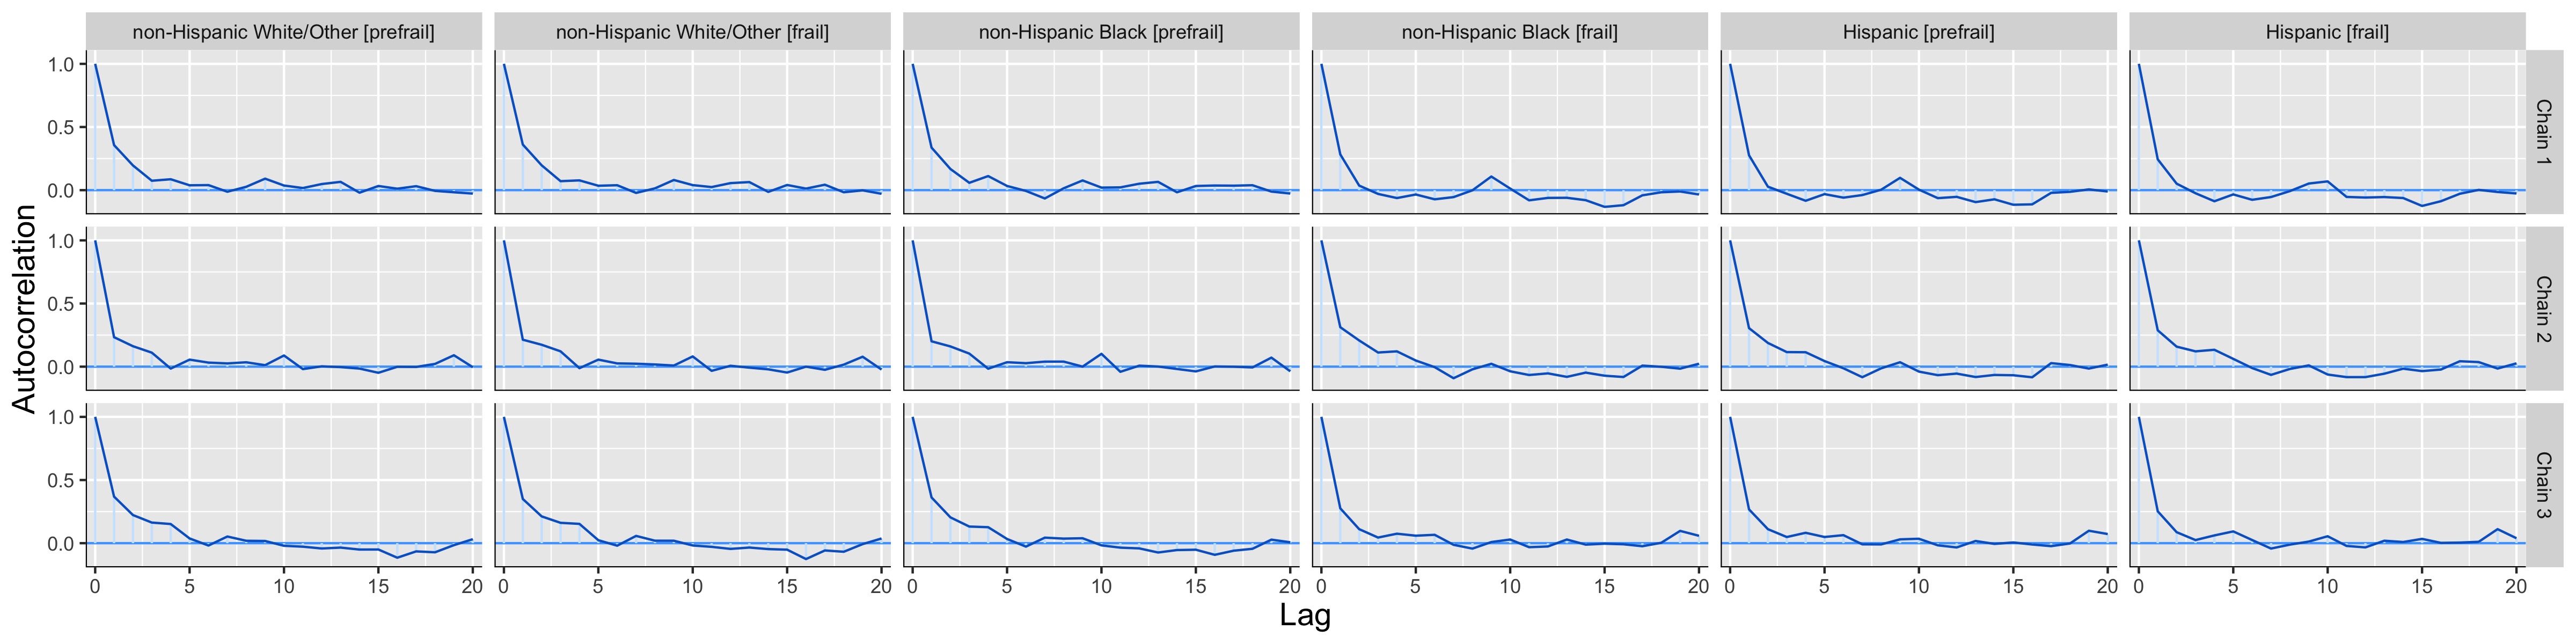 non-Hispanic White/Other [prefrail] non-Hispanic White/Other [frail] non-Hispanic Black [prefrail] non-Hispanic Black [frail] Hispanic [prefrail] Hispanic [frail]
Autocorrelation
1.0
0.5
0.0
Chain 1
1.0
0.5
0.0
Chain 2
1.0
0.5
0.0
Chain 3
0 5 10 15 20 0 5 10 15 20 0 5 10 15 20 0 5 10 15 20 0 5 10 15 20 0 5 10 15 20
Lag